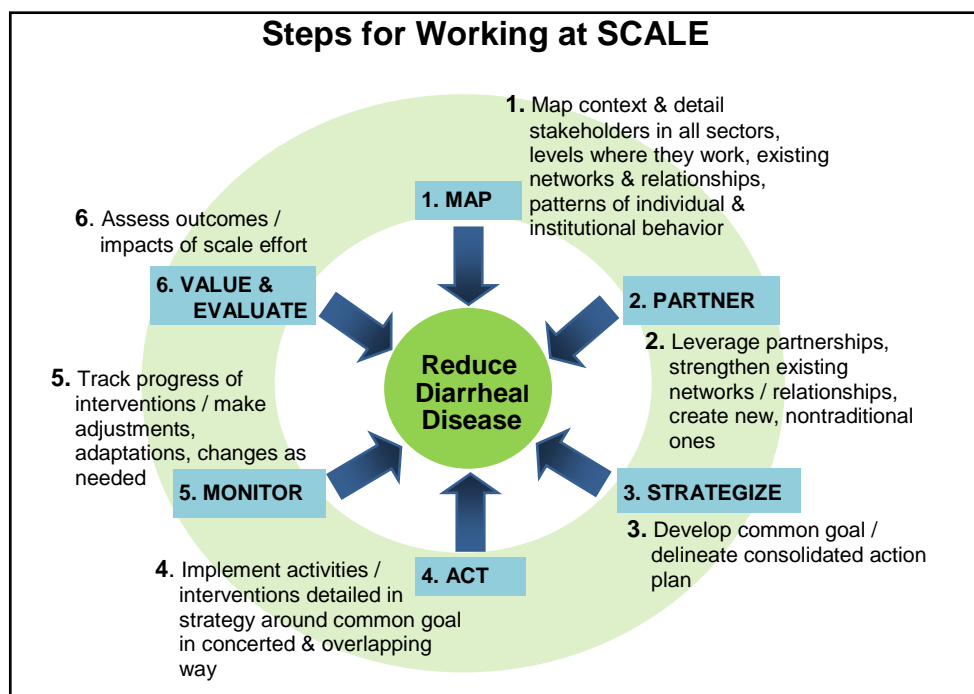 Steps for Working at SCALE
1. Map context & detail
stakeholders in all sectors,
levels where they work, existing
networks & relationships,
patterns of individual &
institutional behavior
1. MAP
2. PARTNER
2. Leverage partnerships,
strengthen existing
networks / relationships,
create new, nontraditional
ones
3. STRATEGIZE
3. Develop common goal /
delineate consolidated action
plan
4. ACT
4. Implement activities /
interventions detailed in
strategy around common goal
in concerted & overlapping
way
5. Track progress of
interventions / make
adjustments,
adaptations, changes as
needed
5. MONITOR
6. Assess outcomes /
impacts of scale effort
6. VALUE &
EVALUATE
Reduce
Diarrheal
Disease